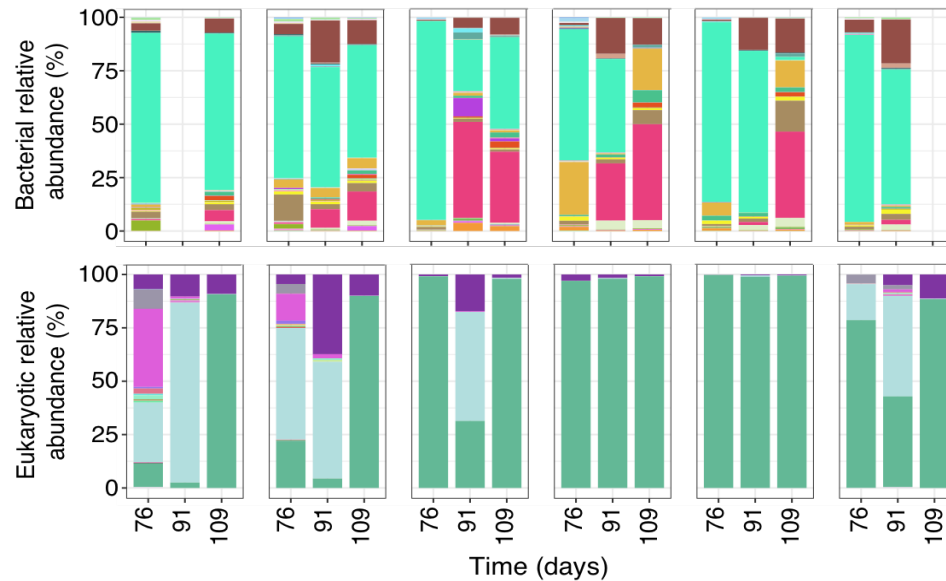 Bacterial relative
abundance (%)
100
75
50
25
0
Eukaryotic relative
abundance (%)
100
75
50
25
0
76 91 109 76 91 109 76 91 109 76 91 109 76 91 109 76 91 109
Time (days)